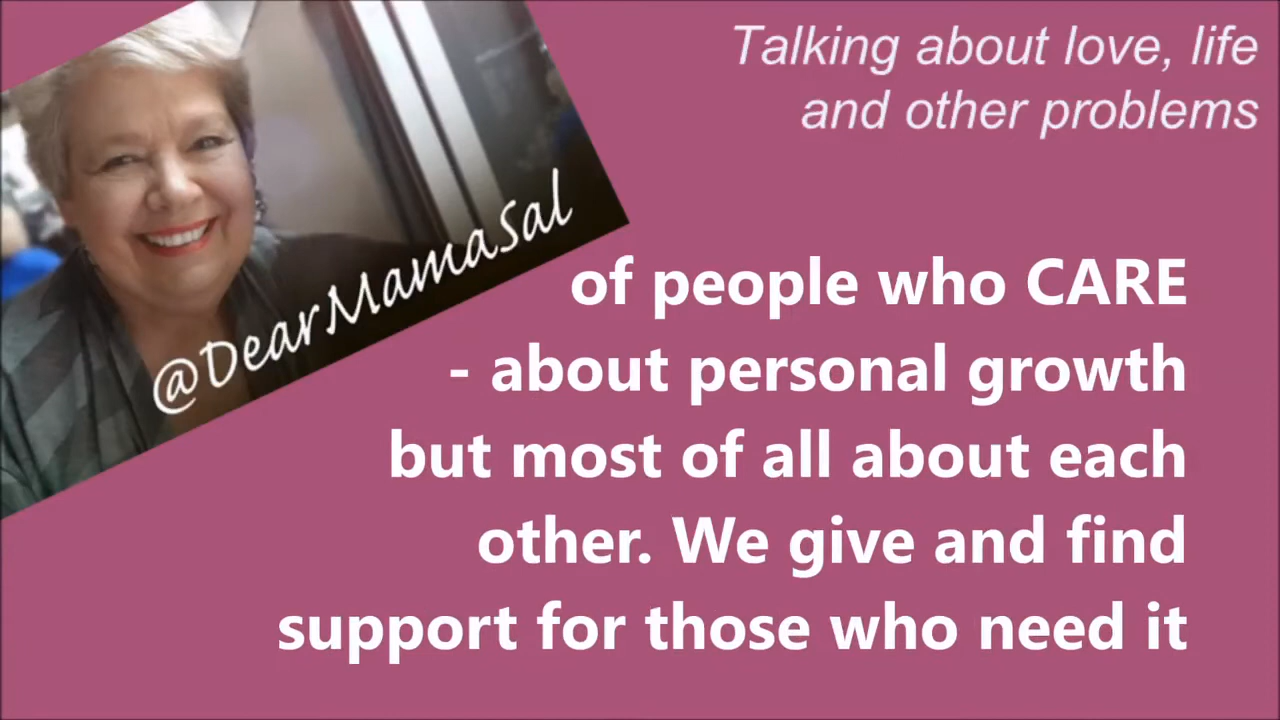 Talking about love, life
and other problems
@DearMamaSal
of people who CARE
- about personal growth
but most of all about each
other. We give and find
support for those who need it